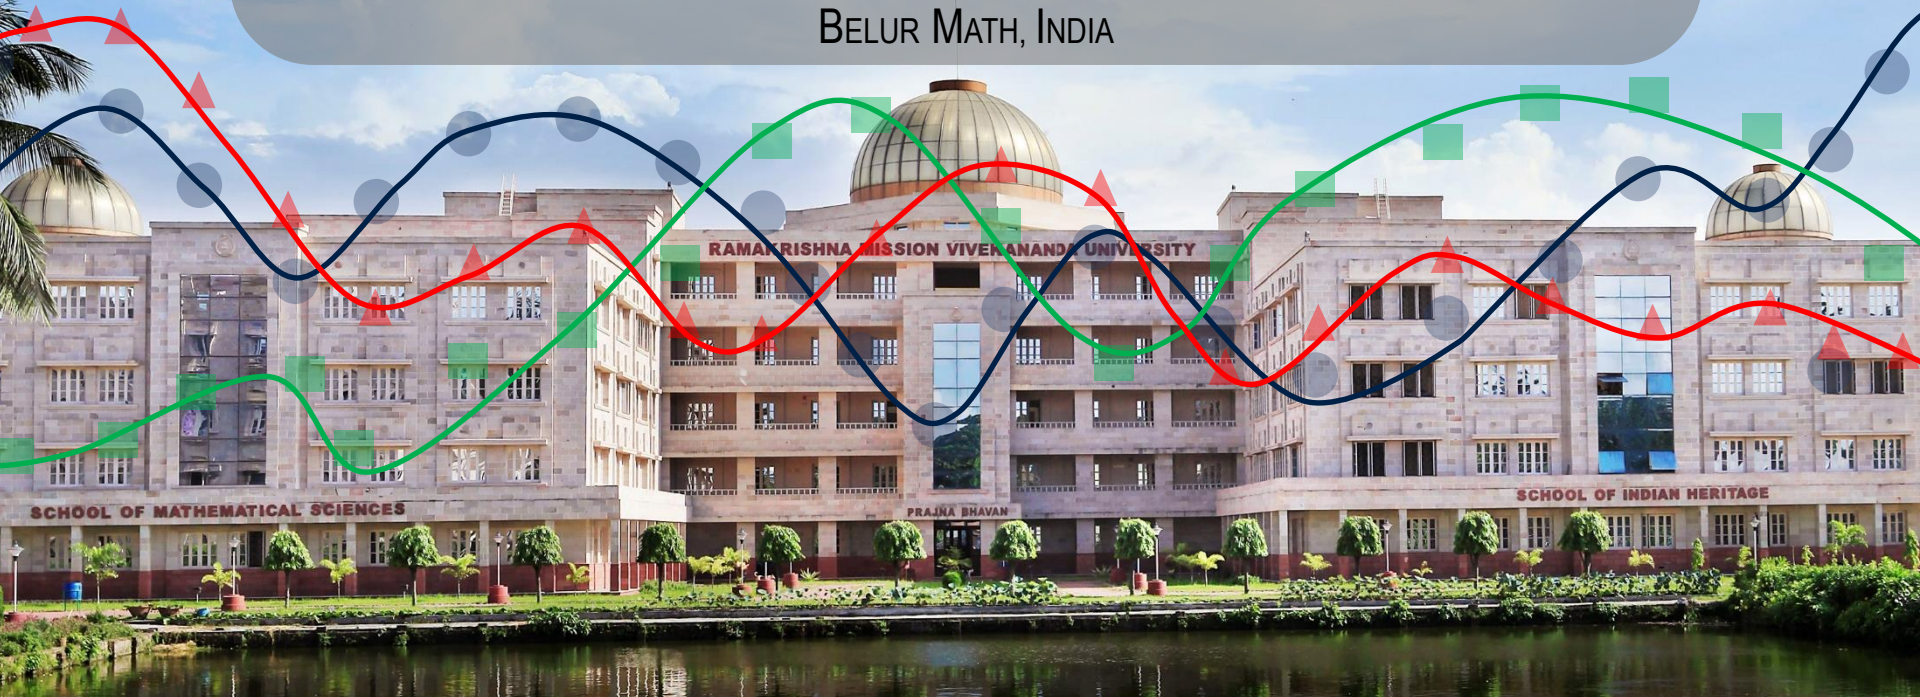 BELUR MATH, INDIA
RAMAKRISHNA MISSION VIVEKANANDA UNIVERSITY
SCHOOL OF MATHEMATICAL SCIENCES
PRAJNA BHAVAN
SCHOOL OF INDIAN HERITAGE